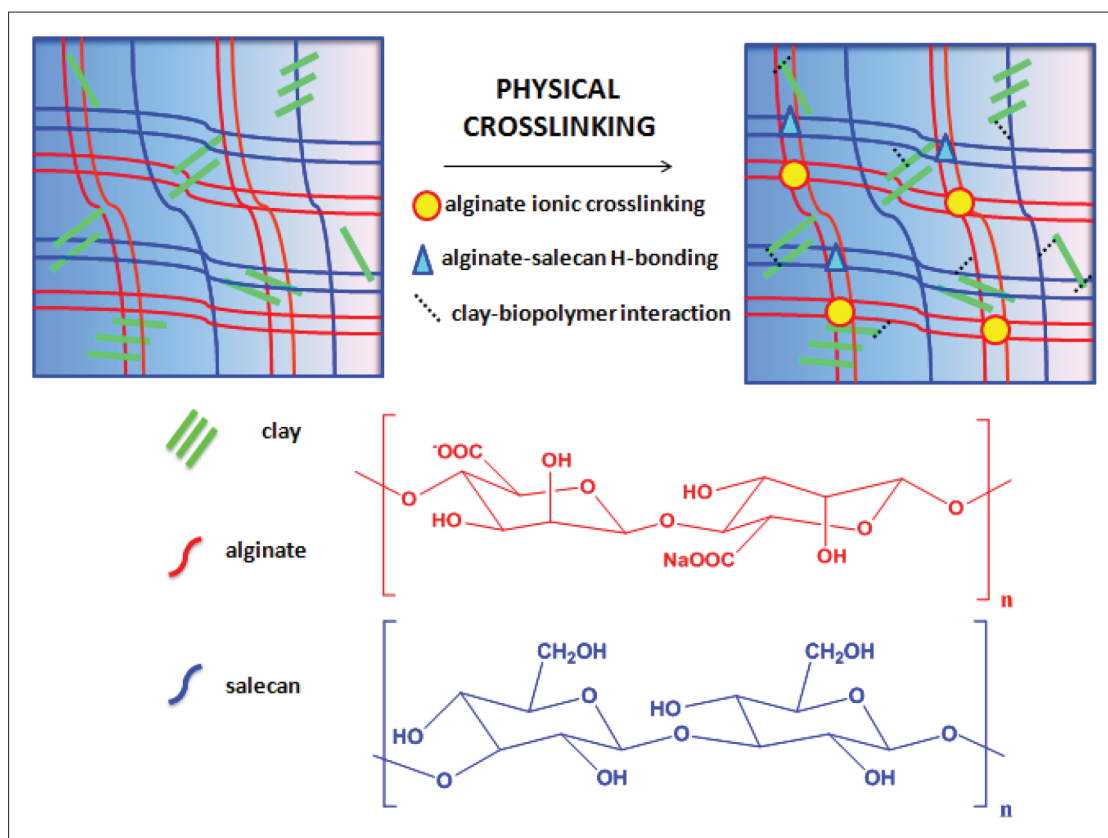 PHYSICAL
CROSSLINKING
alginate ionic crosslinking
alginate-salecan H-bonding
clay-biopolymer interaction
clay
alginate
salecan
-OOC
OH
O
O
HO
O
O
HO
NaOOC
O
OH
O
n
CH₂OH
CH₂OH
O
O
HO
HO
O
O
O
OH
OH
n